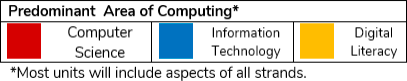 Predominant Area of Computing*
Computer Science
Information Technology
Digital Literacy
*Most units will include aspects of all strands.